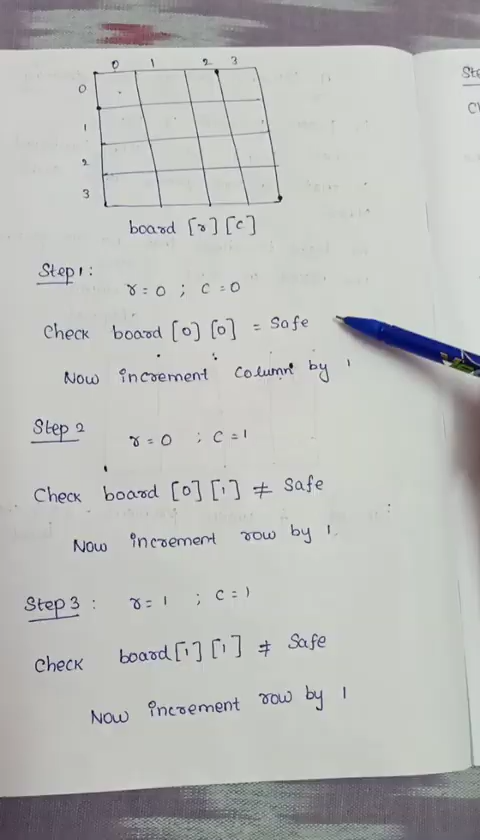 0 1 2 3
0
1
2
3
board [r][c]
Step 1 :
r = 0 ; c = 0
Check board [0] [0] = Safe
Now increment column by 1
Step 2
r = 0 ; c = 1
Check board [0] [1] ≠ Safe
Now increment row by 1.
Step 3 : r = 1 ; c = 1
Check board [1] [1] ≠ Safe
Now increment row by 1